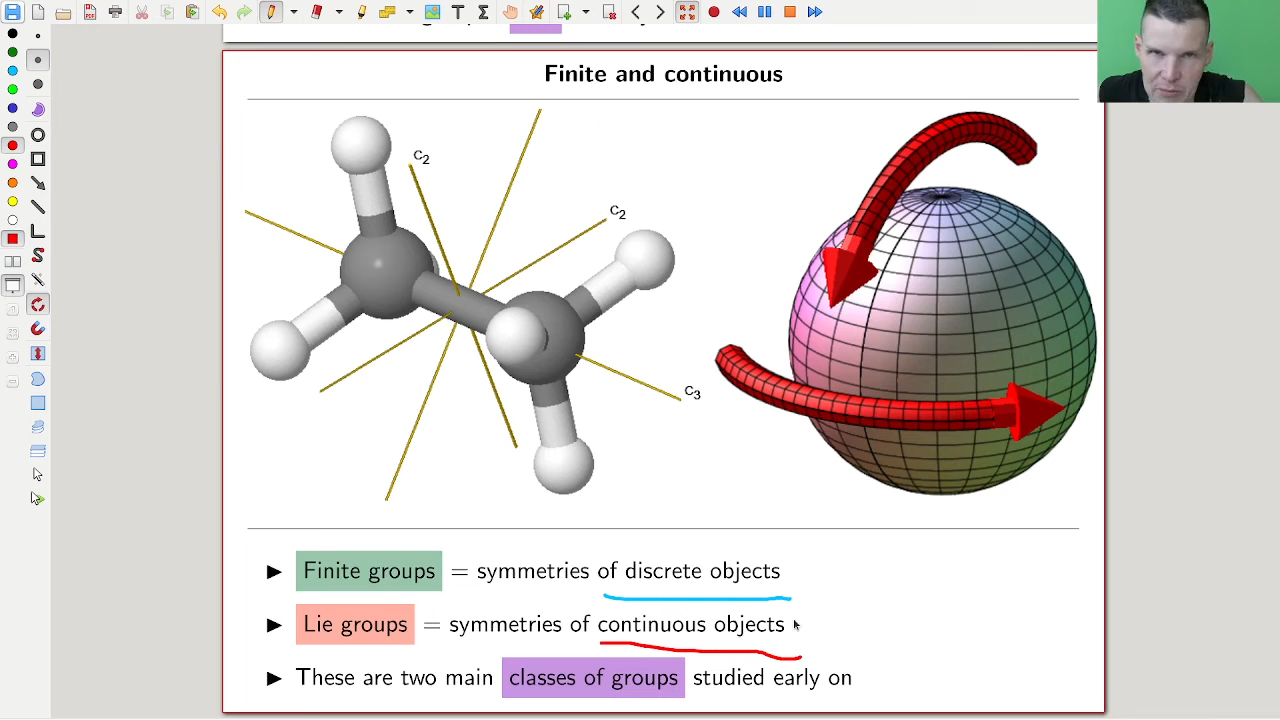 Finite and continuous
C2
C2
C3
► Finite groups = symmetries of discrete objects
► Lie groups = symmetries of continuous objects
► These are two main classes of groups studied early on